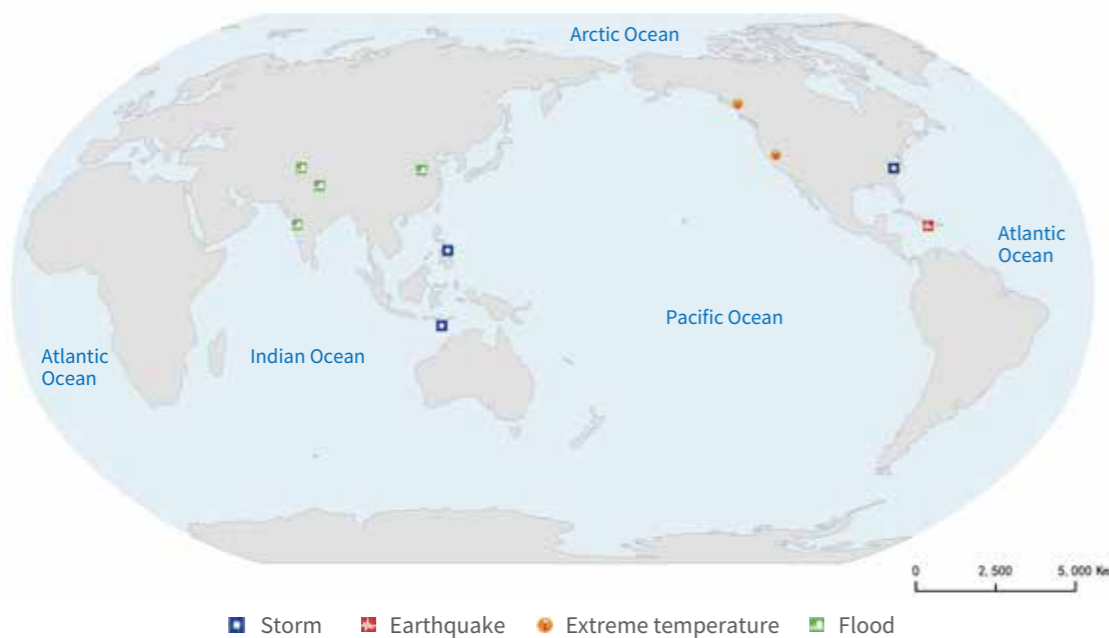 Arctic Ocean
Atlantic
Ocean
Pacific Ocean
Atlantic
Ocean
Indian Ocean
0 2,500 5,000 Km
Storm Earthquake Extreme temperature Flood